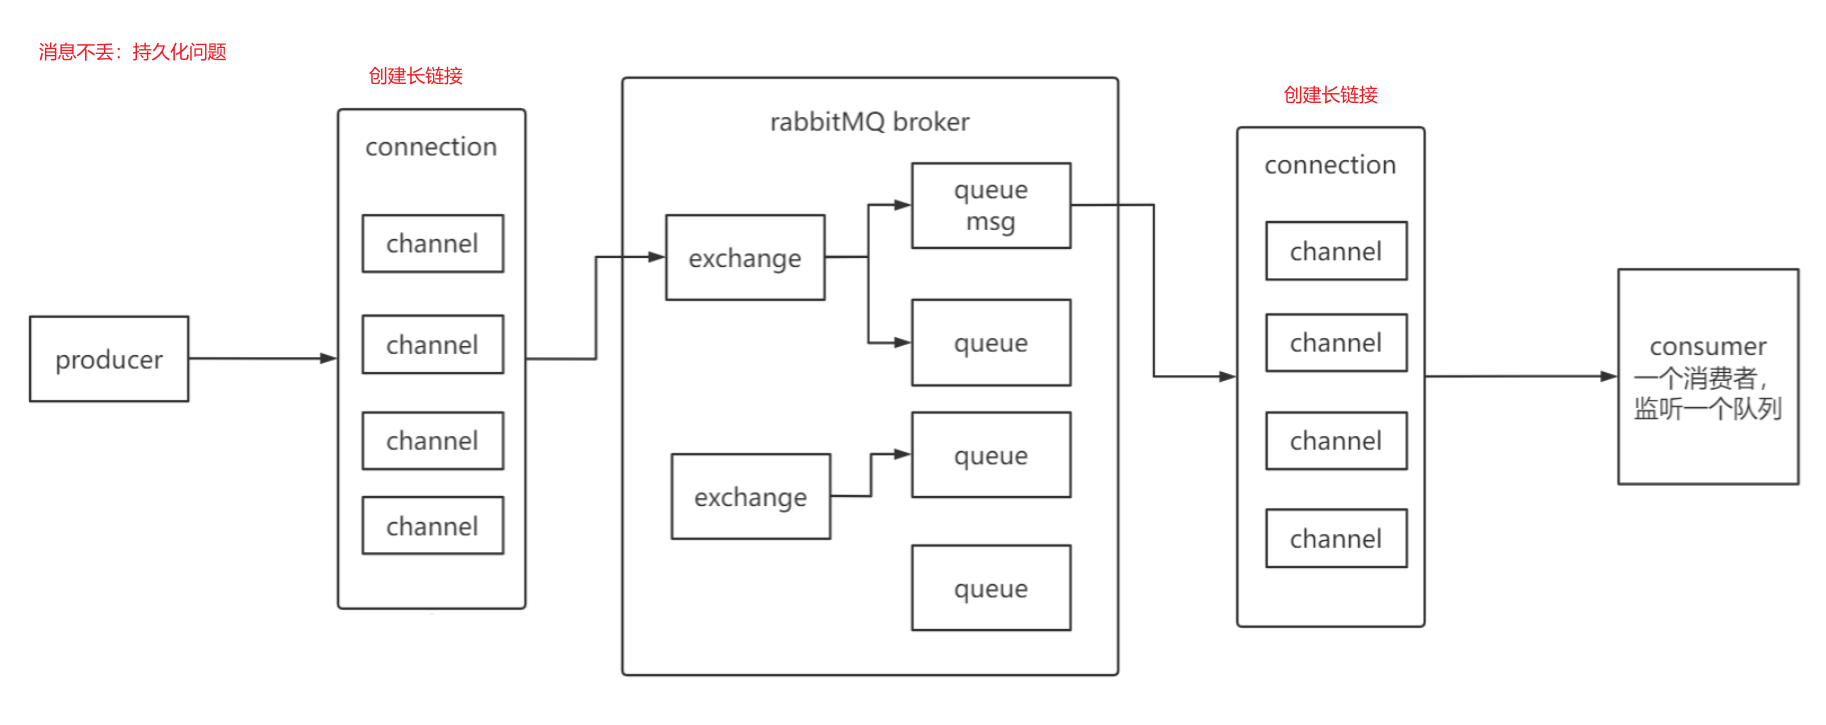 消息不丢：持久化问题
创建长链接
创建长链接
producer
connection
channel
channel
channel
channel
rabbitMQ broker
exchange
exchange
queue
msg
queue
queue
queue
connection
channel
channel
channel
channel
consumer
一个消费者，
监听一个队列